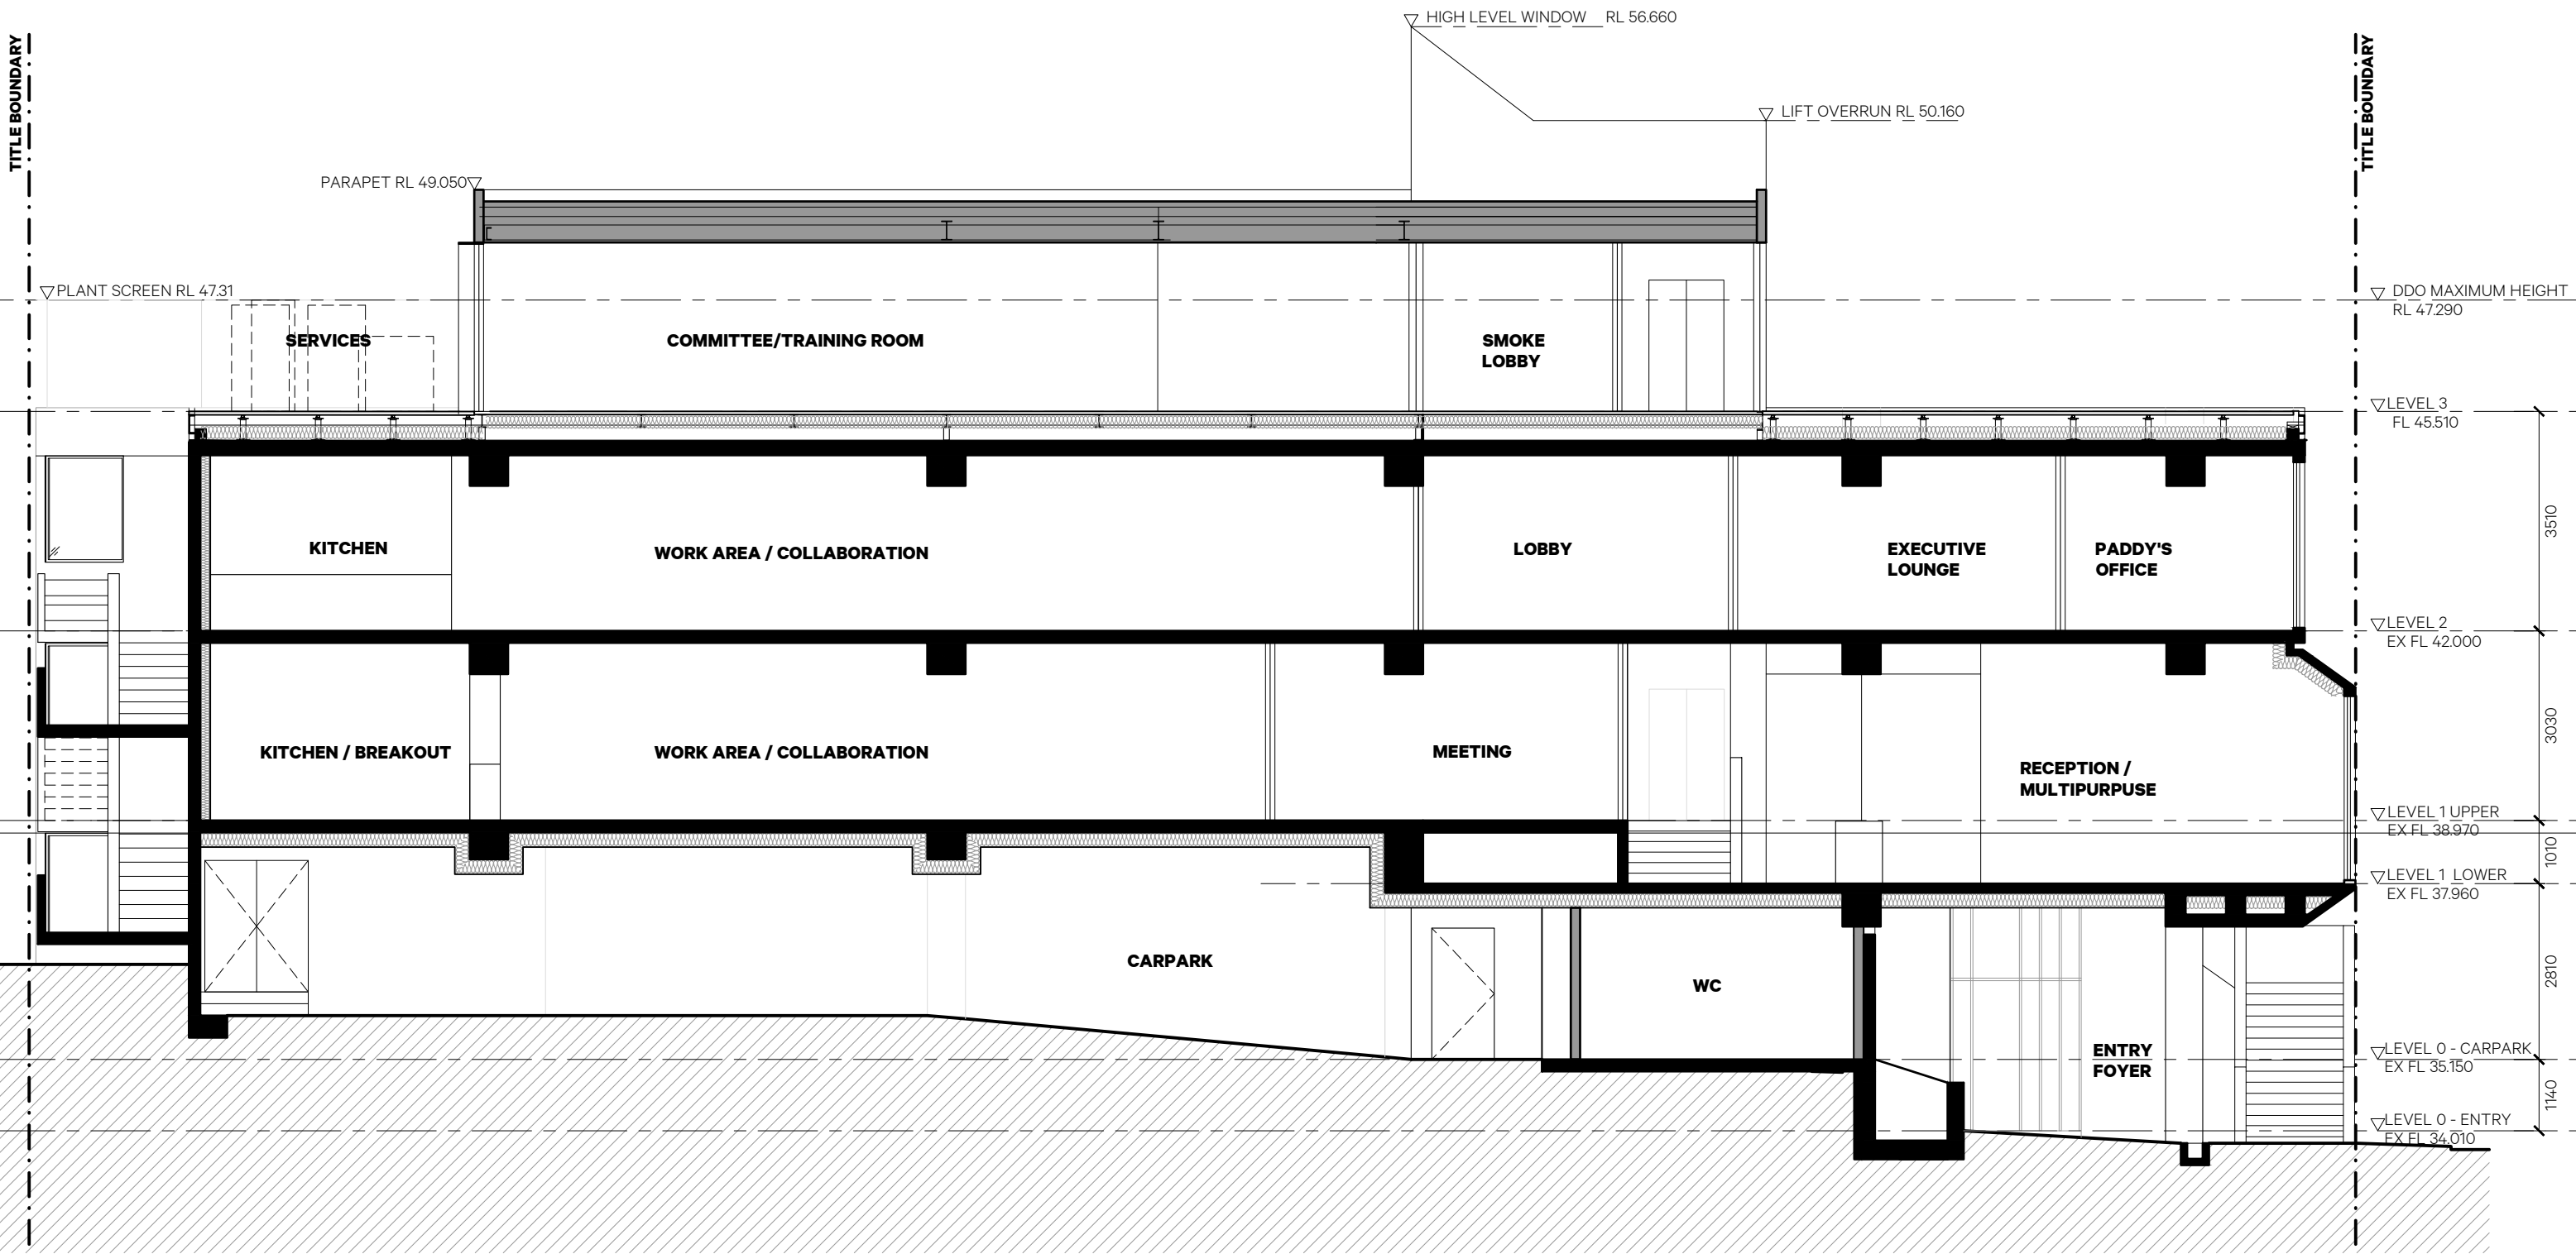 HIGH LEVEL WINDOW RL 56.660
TITLE BOUNDARY
TITLE BOUNDARY
LIFT OVERRUN RL 50.160
PARAPET RL 49.050
PLANT SCREEN RL 47.31
DDO MAXIMUM HEIGHT
RL 47.290
SERVICES
COMMITTEE/TRAINING ROOM
SMOKE
LOBBY
LEVEL 3
FL 45.510
3510
KITCHEN
WORK AREA / COLLABORATION
LOBBY
EXECUTIVE
LOUNGE
PADDY'S
OFFICE
LEVEL 2
EX FL 42.000
3030
KITCHEN / BREAKOUT
WORK AREA / COLLABORATION
MEETING
RECEPTION /
MULTIPURPUSE
LEVEL 1 UPPER
EX FL 38.970
1010
LEVEL 1 LOWER
EX FL 37.960
2810
CARPARK
WC
ENTRY
FOYER
LEVEL 0 - CARPARK
EX FL 35.150
1140
LEVEL 0 - ENTRY
EX FL 34.010